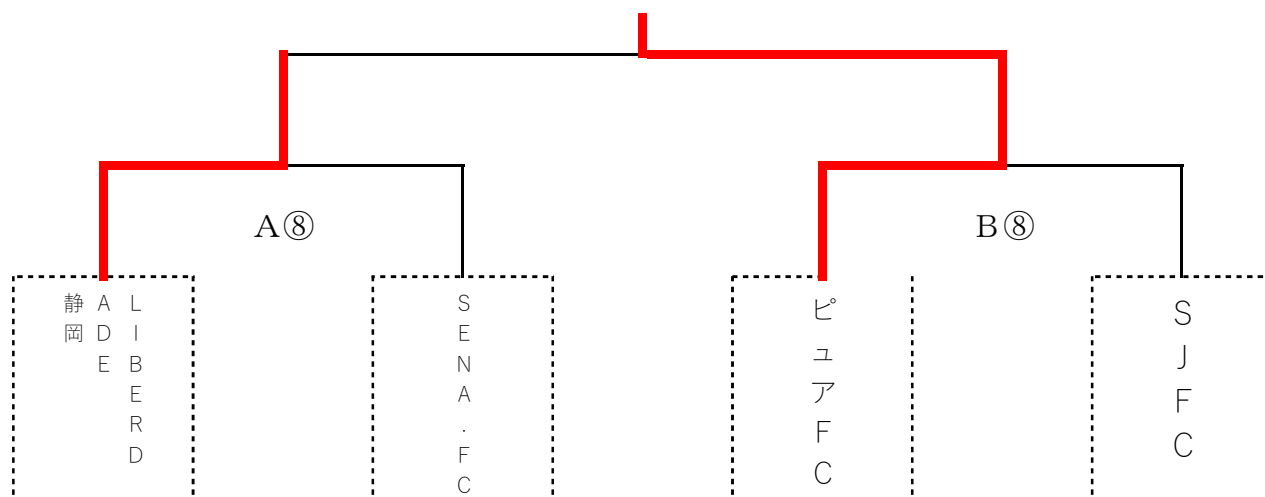 A⑧
B⑧
LIBERD
ADE
静岡
SENA.FC
ピュアFC
SJFC